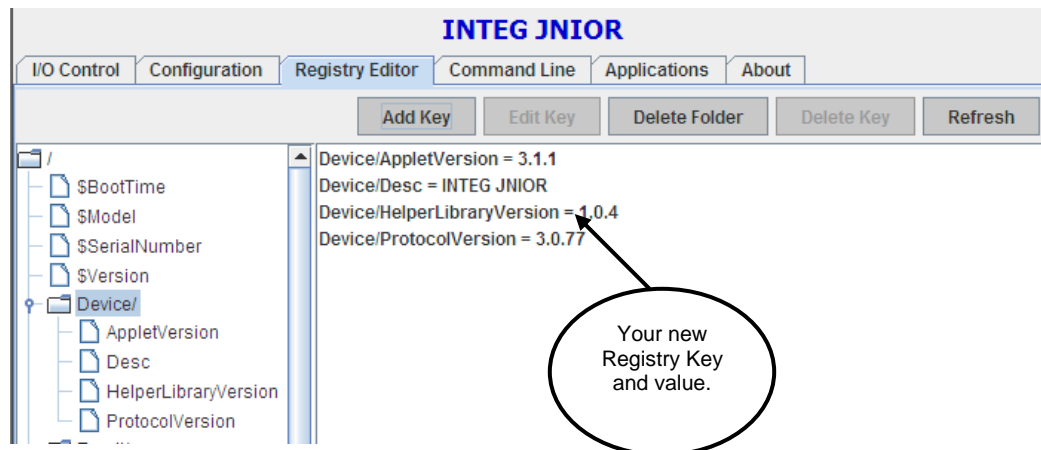 INTEG JNIOR
I/O Control Configuration Registry Editor Command Line Applications About
Add Key Edit Key Delete Folder Delete Key Refresh
/
$BootTime
$Model
$SerialNumber
$Version
Device/
AppletVersion
Desc
HelperLibraryVersion
ProtocolVersion
Device/AppletVersion = 3.1.1
Device/Desc = INTEG JNIOR
Device/HelperLibraryVersion = 1.0.4
Device/ProtocolVersion = 3.0.77
Your new
Registry Key
and value.